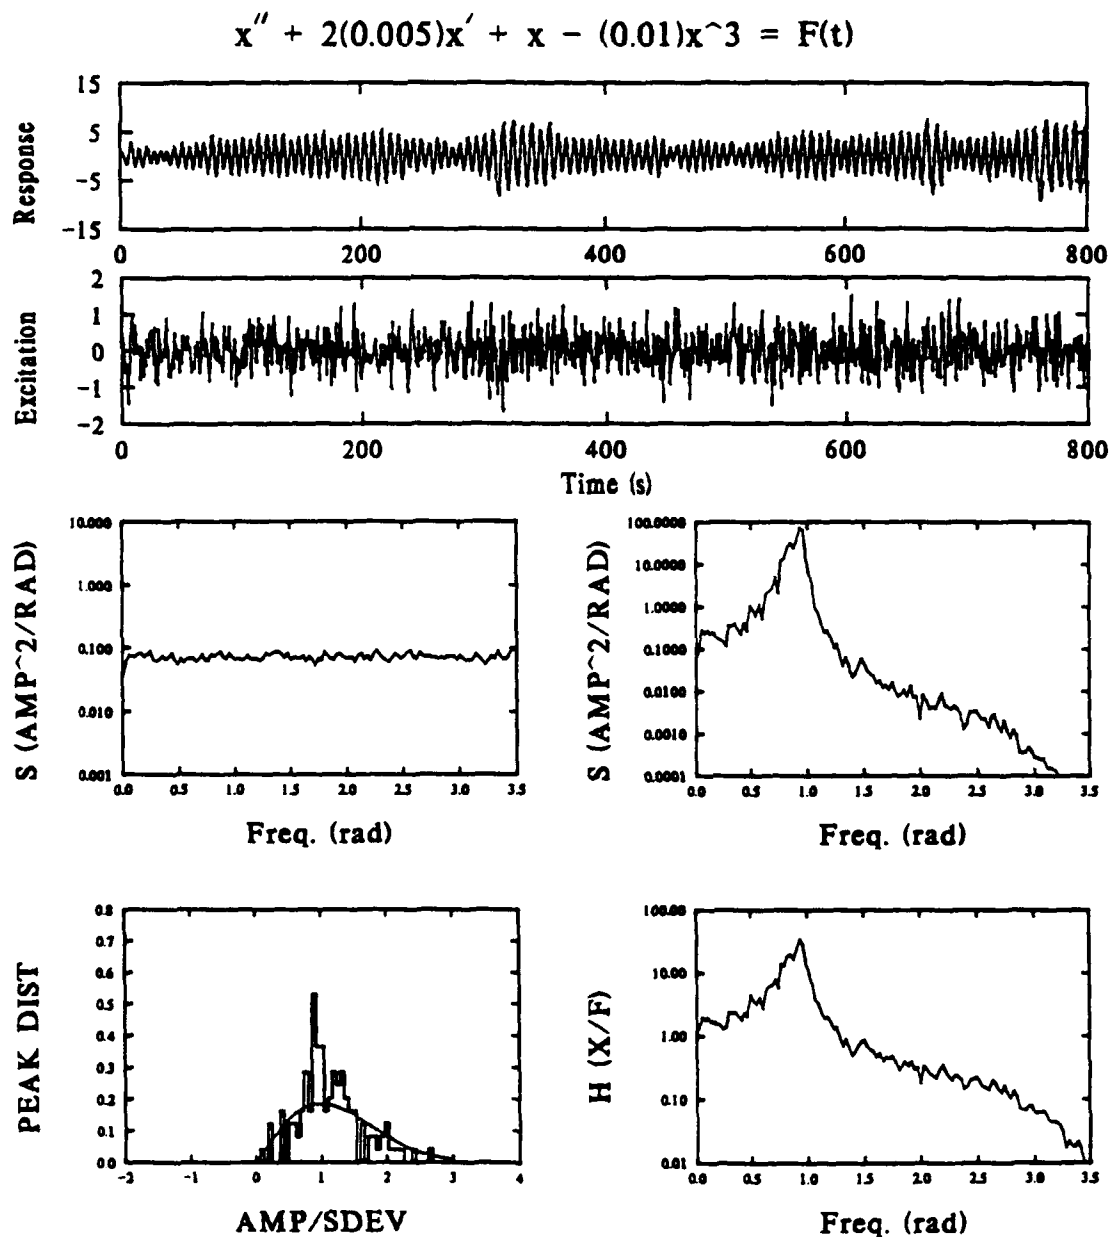 x'' + 2(0.005)x' + x - (0.01)x^3 = F(t)
15
5
-5
-15
Response
0 200 400 600 800
2
1
0
-1
-2
Excitation
0 200 400 600 800
Time (s)
10.000
1.000
0.100
0.010
0.001
S (AMP^2/RAD)
0.0 0.5 1.0 1.5 2.0 2.5 3.0 3.5
Freq. (rad)
100.0000
10.0000
1.0000
0.1000
0.0100
0.0010
0.0001
S (AMP^2/RAD)
0.0 0.5 1.0 1.5 2.0 2.5 3.0 3.5
Freq. (rad)
0.8
0.7
0.6
0.5
0.4
0.3
0.2
0.1
0.0
PEAK DIST
-2 -1 0 1 2 3 4
AMP/SDEV
100.00
10.00
1.00
0.10
0.01
H (X/F)
0.0 0.5 1.0 1.5 2.0 2.5 3.0 3.5
Freq. (rad)